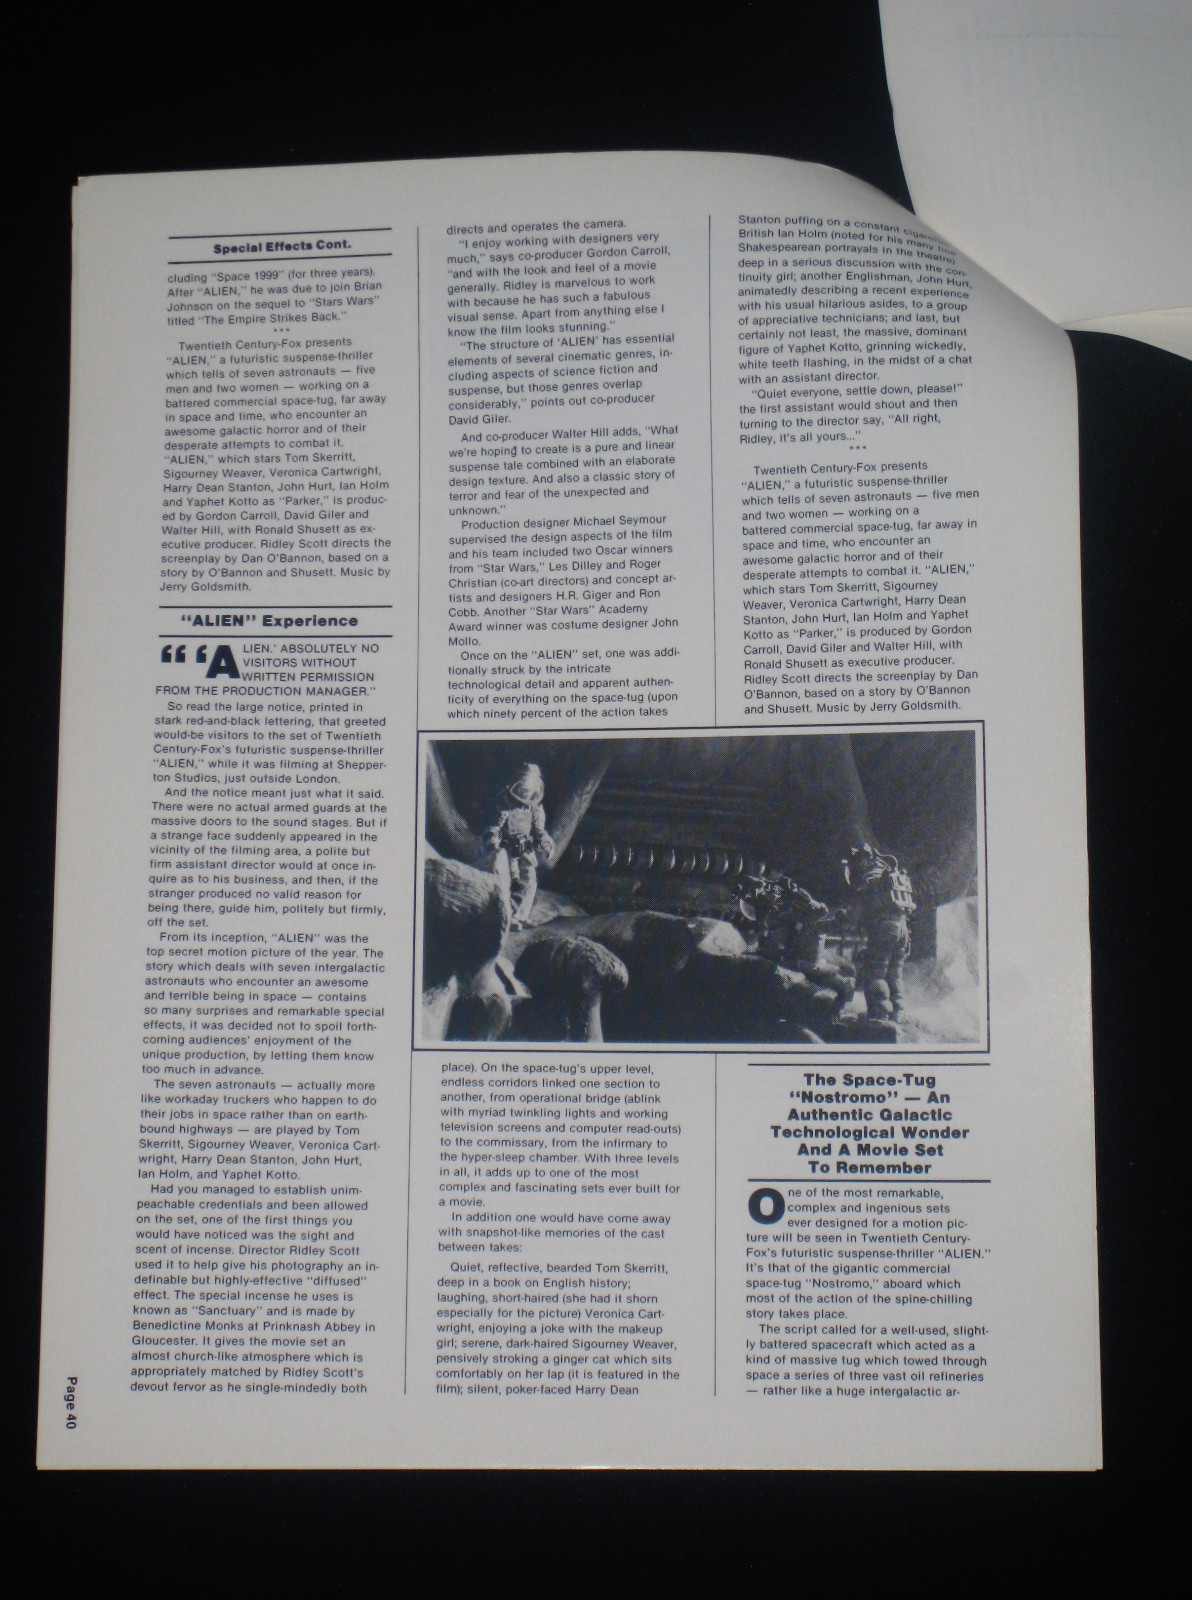 Special Effects Cont.
cluding "Space 1999" (for three years).
After "ALIEN," he was due to join Brian
Johnson on the sequel to "Stars Wars"
titled "The Empire Strikes Back."
***
Twentieth Century-Fox presents
"ALIEN," a futuristic suspense-thriller
which tells of seven astronauts — five
men and two women — working on a
battered commercial space-tug, far away
in space and time, who encounter an
awesome galactic horror and of their
desperate attempts to combat it.
"ALIEN," which stars Tom Skerritt,
Sigourney Weaver, Veronica Cartwright,
Harry Dean Stanton, John Hurt, Ian Holm
and Yaphet Kotto as "Parker," is produc-
ed by Gordon Carroll, David Giler and
Walter Hill, with Ronald Shusett as ex-
ecutive producer. Ridley Scott directs the
screenplay by Dan O'Bannon, based on a
story by O'Bannon and Shusett. Music by
Jerry Goldsmith.
"ALIEN" Experience
"'ALIEN.' ABSOLUTELY NO
VISITORS WITHOUT
WRITTEN PERMISSION
FROM THE PRODUCTION MANAGER."
So read the large notice, printed in
stark red-and-black lettering, that greeted
would-be visitors to the set of Twentieth
Century-Fox's futuristic suspense-thriller
"ALIEN," while it was filming at Shepper-
ton Studios, just outside London.
And the notice meant just what it said.
There were no actual armed guards at the
massive doors to the sound stages. But if
a strange face suddenly appeared in the
vicinity of the filming area, a polite but
firm assistant director would at once in-
quire as to his business, and then, if the
stranger produced no valid reason for
being there, guide him, politely but firmly,
off the set.
From its inception, "ALIEN" was the
top secret motion picture of the year. The
story which deals with seven intergalactic
astronauts who encounter an awesome
and terrible being in space — contains
so many surprises and remarkable special
effects, it was decided not to spoil forth-
coming audiences' enjoyment of the
unique production, by letting them know
too much in advance.
The seven astronauts — actually more
like workaday truckers who happen to do
their jobs in space rather than on earth-
bound highways — are played by Tom
Skerritt, Sigourney Weaver, Veronica Cart-
wright, Harry Dean Stanton, John Hurt,
Ian Holm, and Yaphet Kotto.
Had you managed to establish unim-
peachable credentials and been allowed
on the set, one of the first things you
would have noticed was the sight and
scent of incense. Director Ridley Scott
used it to help give his photography an in-
definable but highly-effective "diffused"
effect. The special incense he uses is
known as "Sanctuary" and is made by
Benedictine Monks at Prinknash Abbey in
Gloucester. It gives the movie set an
almost church-like atmosphere which is
appropriately matched by Ridley Scott's
devout fervor as he single-mindedly both
directs and operates the camera.
"I enjoy working with designers very
much," says co-producer Gordon Carroll,
"and with the look and feel of a movie
generally. Ridley is marvelous to work
with because he has such a fabulous
visual sense. Apart from anything else I
know the film looks stunning."
"The structure of 'ALIEN' has essential
elements of several cinematic genres, in-
cluding aspects of science fiction and
suspense, but those genres overlap
considerably," points out co-producer
David Giler.
And co-producer Walter Hill adds, "What
we're hoping to create is a pure and linear
suspense tale combined with an elaborate
design texture. And also a classic story of
terror and fear of the unexpected and
unknown."
Production designer Michael Seymour
supervised the design aspects of the film
and his team included two Oscar winners
from "Star Wars," Les Dilley and Roger
Christian (co-art directors) and concept ar-
tists and designers H.R. Giger and Ron
Cobb. Another "Star Wars" Academy
Award winner was costume designer John
Mollo.
Once on the "ALIEN" set, one was addi-
tionally struck by the intricate
technological detail and apparent authen-
ticity of everything on the space-tug (upon
which ninety percent of the action takes
place). On the space-tug's upper level,
endless corridors linked one section to
another, from operational bridge (ablink
with myriad twinkling lights and working
television screens and computer read-outs)
to the commissary, from the infirmary to
the hyper-sleep chamber. With three levels
in all, it adds up to one of the most
complex and fascinating sets ever built for
a movie.
In addition one would have come away
with snapshot-like memories of the cast
between takes:
Quiet, reflective, bearded Tom Skerritt,
deep in a book on English history;
laughing, short-haired (she had it shorn
especially for the picture) Veronica Cart-
wright, enjoying a joke with the makeup
girl; serene, dark-haired Sigourney Weaver,
pensively stroking a ginger cat which sits
comfortably on her lap (it is featured in the
film); silent, poker-faced Harry Dean
Stanton puffing on a constant
British Ian Holm (noted for his many fine
Shakespearean portrayals in the theatre)
deep in a serious discussion with the con-
tinuity girl; another Englishman, John Hurt,
animatedly describing a recent experience
with his usual hilarious asides, to a group
of appreciative technicians; and last, but
certainly not least, the massive, dominant
figure of Yaphet Kotto, grinning wickedly,
white teeth flashing, in the midst of a chat
with an assistant director.
"Quiet everyone, settle down, please!"
the first assistant would shout and then
turning to the director say, "All right,
Ridley, it's all yours..."
***
Twentieth Century-Fox presents
"ALIEN," a futuristic suspense-thriller
which tells of seven astronauts — five men
and two women — working on a
battered commercial space-tug, far away in
space and time, who encounter an
awesome galactic horror and of their
desperate attempts to combat it. "ALIEN,"
which stars Tom Skerritt, Sigourney
Weaver, Veronica Cartwright, Harry Dean
Stanton, John Hurt, Ian Holm and Yaphet
Kotto as "Parker," is produced by Gordon
Carroll, David Giler and Walter Hill, with
Ronald Shusett as executive producer.
Ridley Scott directs the screenplay by Dan
O'Bannon, based on a story by O'Bannon
and Shusett. Music by Jerry Goldsmith.
The Space-Tug
"Nostromo" — An
Authentic Galactic
Technological Wonder
And A Movie Set
To Remember
One of the most remarkable,
complex and ingenious sets
ever designed for a motion pic-
ture will be seen in Twentieth Century-
Fox's futuristic suspense-thriller "ALIEN."
It's that of the gigantic commercial
space-tug "Nostromo," aboard which
most of the action of the spine-chilling
story takes place.
The script called for a well-used, slight-
ly battered spacecraft which acted as a
kind of massive tug which towed through
space a series of three vast oil refineries
— rather like a huge intergalactic ar-
Page 40